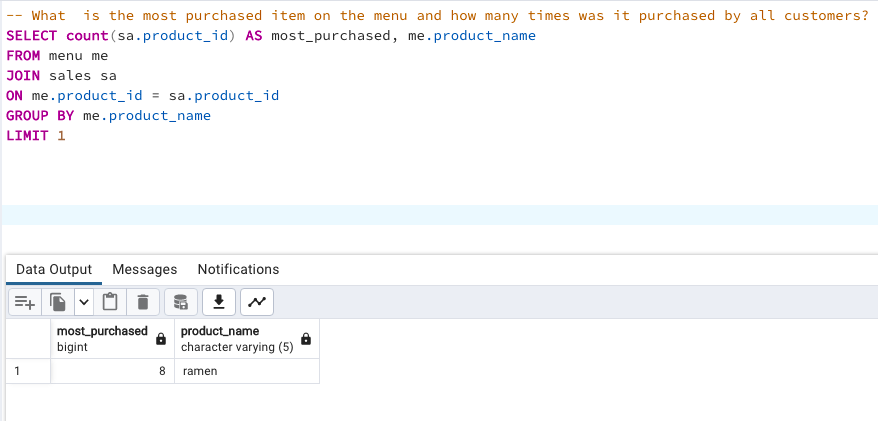 -- What  is the most purchased item on the menu and how many times was it purchased by all customers?
SELECT count(sa.product_id) AS most_purchased, me.product_name
FROM menu me
JOIN sales sa
ON me.product_id = sa.product_id
GROUP BY me.product_name
LIMIT 1
Data Output Messages Notifications
most_purchased product_name
bigint character varying (5)
1 8 ramen